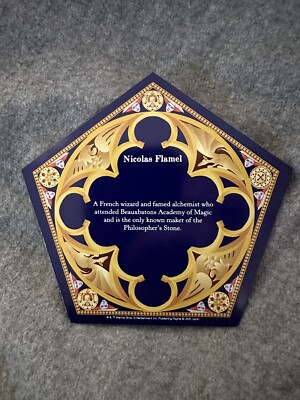 Nicolas Flamel
A French wizard and famed alchemist who
attended Beauxbatons Academy of Magic
and is the only known maker of the
Philosopher's Stone.